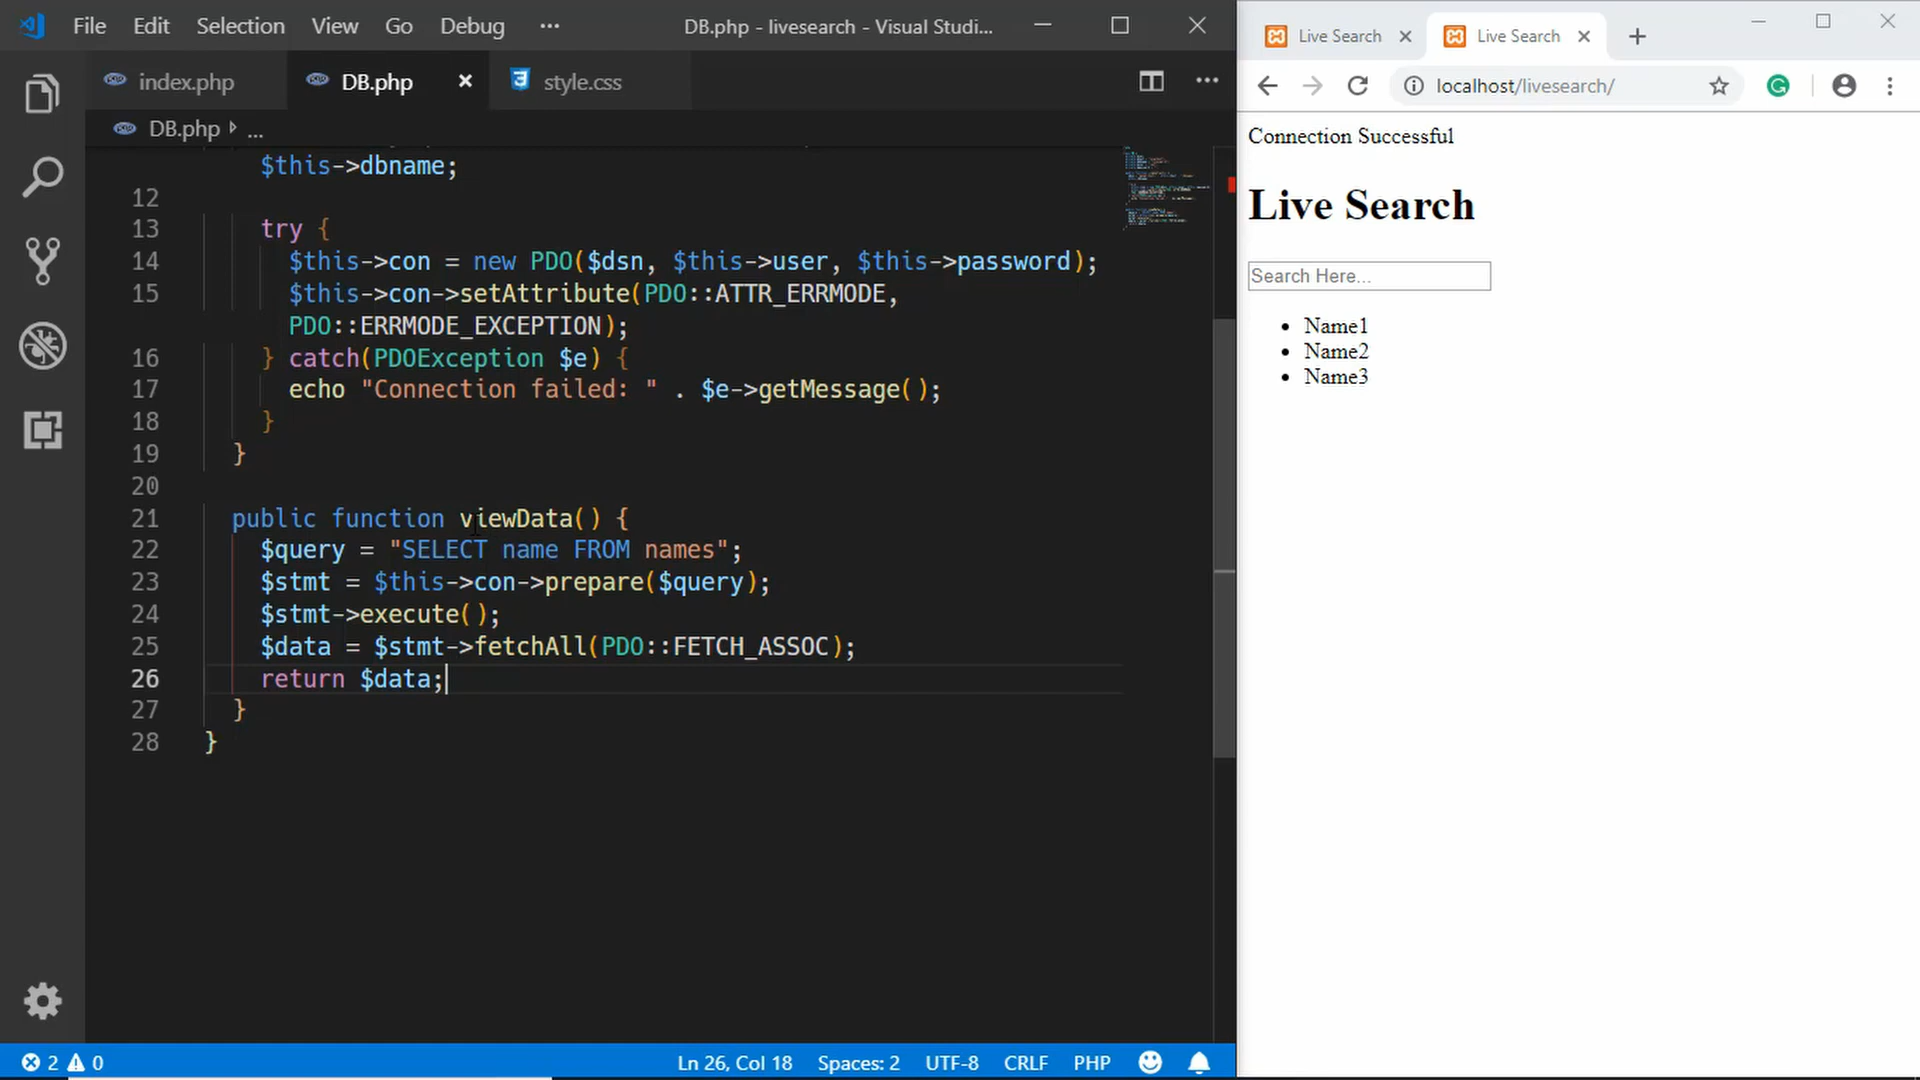 File Edit Selection View Go Debug ··· DB.php - livesearch - Visual Studi...
index.php DB.php style.css ···
DB.php ...
$this->dbname;
12
13 try {
14 $this->con = new PDO($dsn, $this->user, $this->password);
15 $this->con->setAttribute(PDO::ATTR_ERRMODE,
PDO::ERRMODE_EXCEPTION);
16 } catch(PDOException $e) {
17 echo "Connection failed: " . $e->getMessage();
18 }
19 }
20
21 public function viewData() {
22 $query = "SELECT name FROM names";
23 $stmt = $this->con->prepare($query);
24 $stmt->execute();
25 $data = $stmt->fetchAll(PDO::FETCH_ASSOC);
26 return $data;
27 }
28 }
2 0 Ln 26, Col 18 Spaces: 2 UTF-8 CRLF PHP
Live Search Live Search
localhost/livesearch/
Connection Successful
Live Search
Search Here...
Name1
Name2
Name3